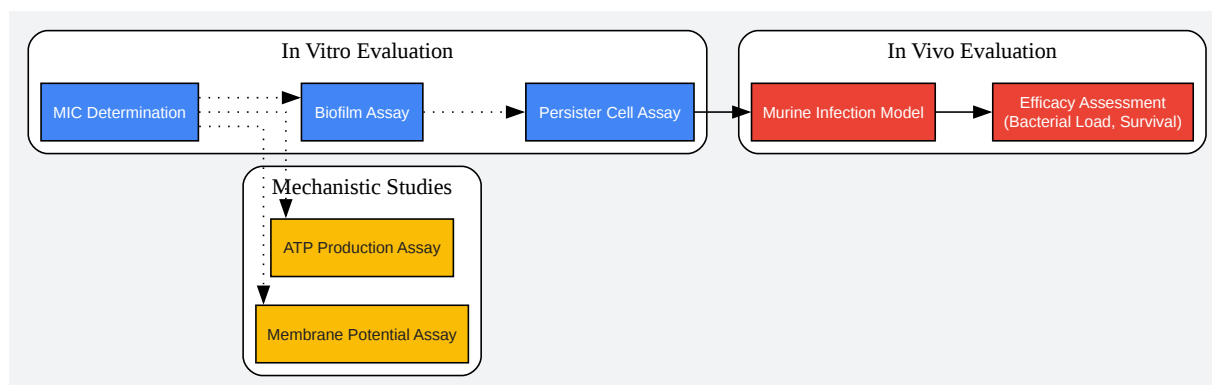 In Vitro Evaluation
MIC Determination
Biofilm Assay
Persister Cell Assay
In Vivo Evaluation
Murine Infection Model
Efficacy Assessment
(Bacterial Load, Survival)
Mechanistic Studies
ATP Production Assay
Membrane Potential Assay